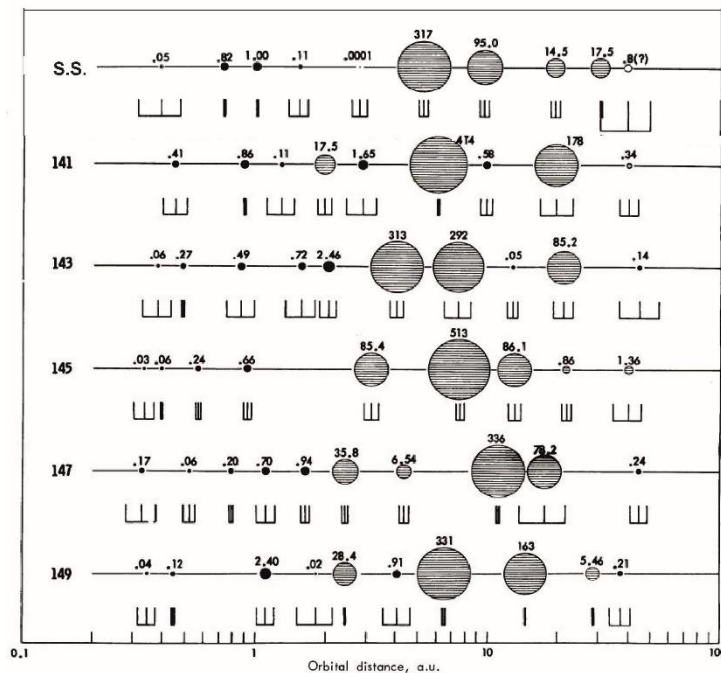 S.S. .05 .82 1.00 .11 .0001 317 95.0 14.5 17.5 .8(?)
141 .41 .86 .11 17.5 1.65 414 .58 178 .34
143 .06 .27 .49 .72 2.46 313 292 .05 85.2 .14
145 .03 .06 .24 .66 85.4 513 86.1 .86 1.36
147 .17 .06 .20 .70 .94 35.8 6.54 336 78.2 .24
149 .04 .12 2.40 .02 28.4 .91 331 163 5.46 .21
0.1 1 10 100
Orbital distance, a.u.